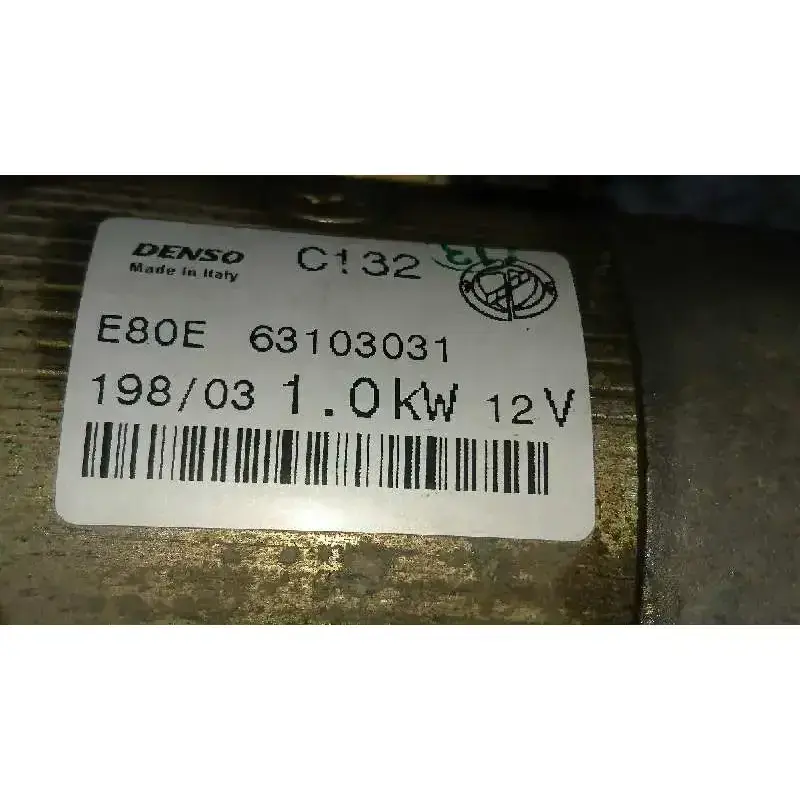 DENSO C!32
Made in Italy
E80E 63103031
198/03 1.0kW 12V